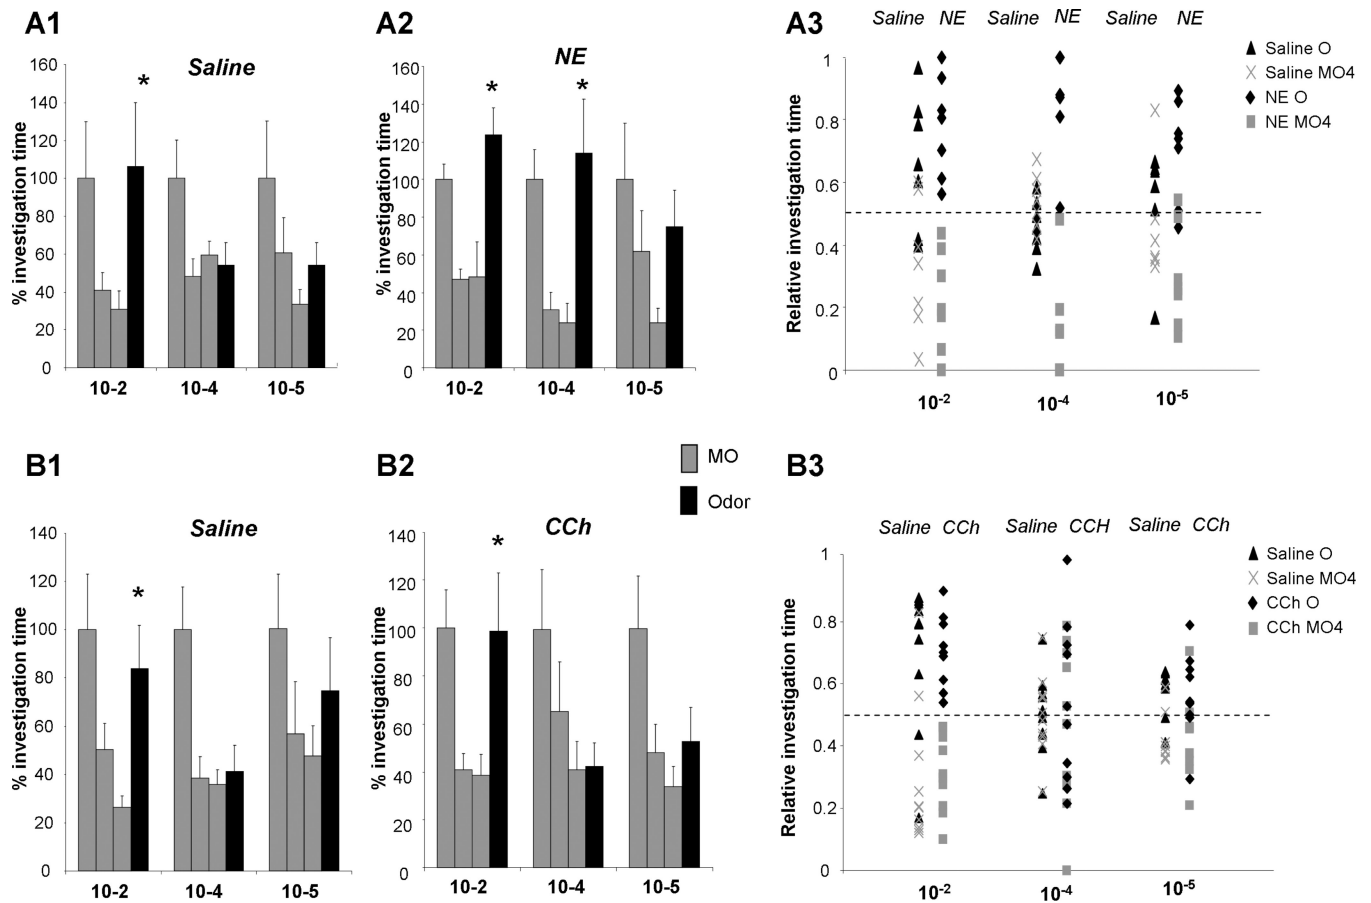 A1
Saline
% investigation time
160
140
120
100
80
60
40
20
0
*
10-2
10-4
10-5
A2
NE
% investigation time
160
140
120
100
80
60
40
20
0
*
*
10-2
10-4
10-5
A3
Saline NE
Saline NE
Saline NE
Relative investigation time
1
0.8
0.6
0.4
0.2
0
10-2
10-4
10-5
Saline O
Saline MO4
NE O
NE MO4
B1
Saline
% investigation time
140
120
100
80
60
40
20
0
*
10-2
10-4
10-5
B2
CCh
% investigation time
140
120
100
80
60
40
20
0
*
10-2
10-4
10-5
MO
Odor
B3
Saline CCh
Saline CCH
Saline CCh
Relative investigation time
1
0.8
0.6
0.4
0.2
0
10-2
10-4
10-5
Saline O
Saline MO4
CCh O
CCh MO4